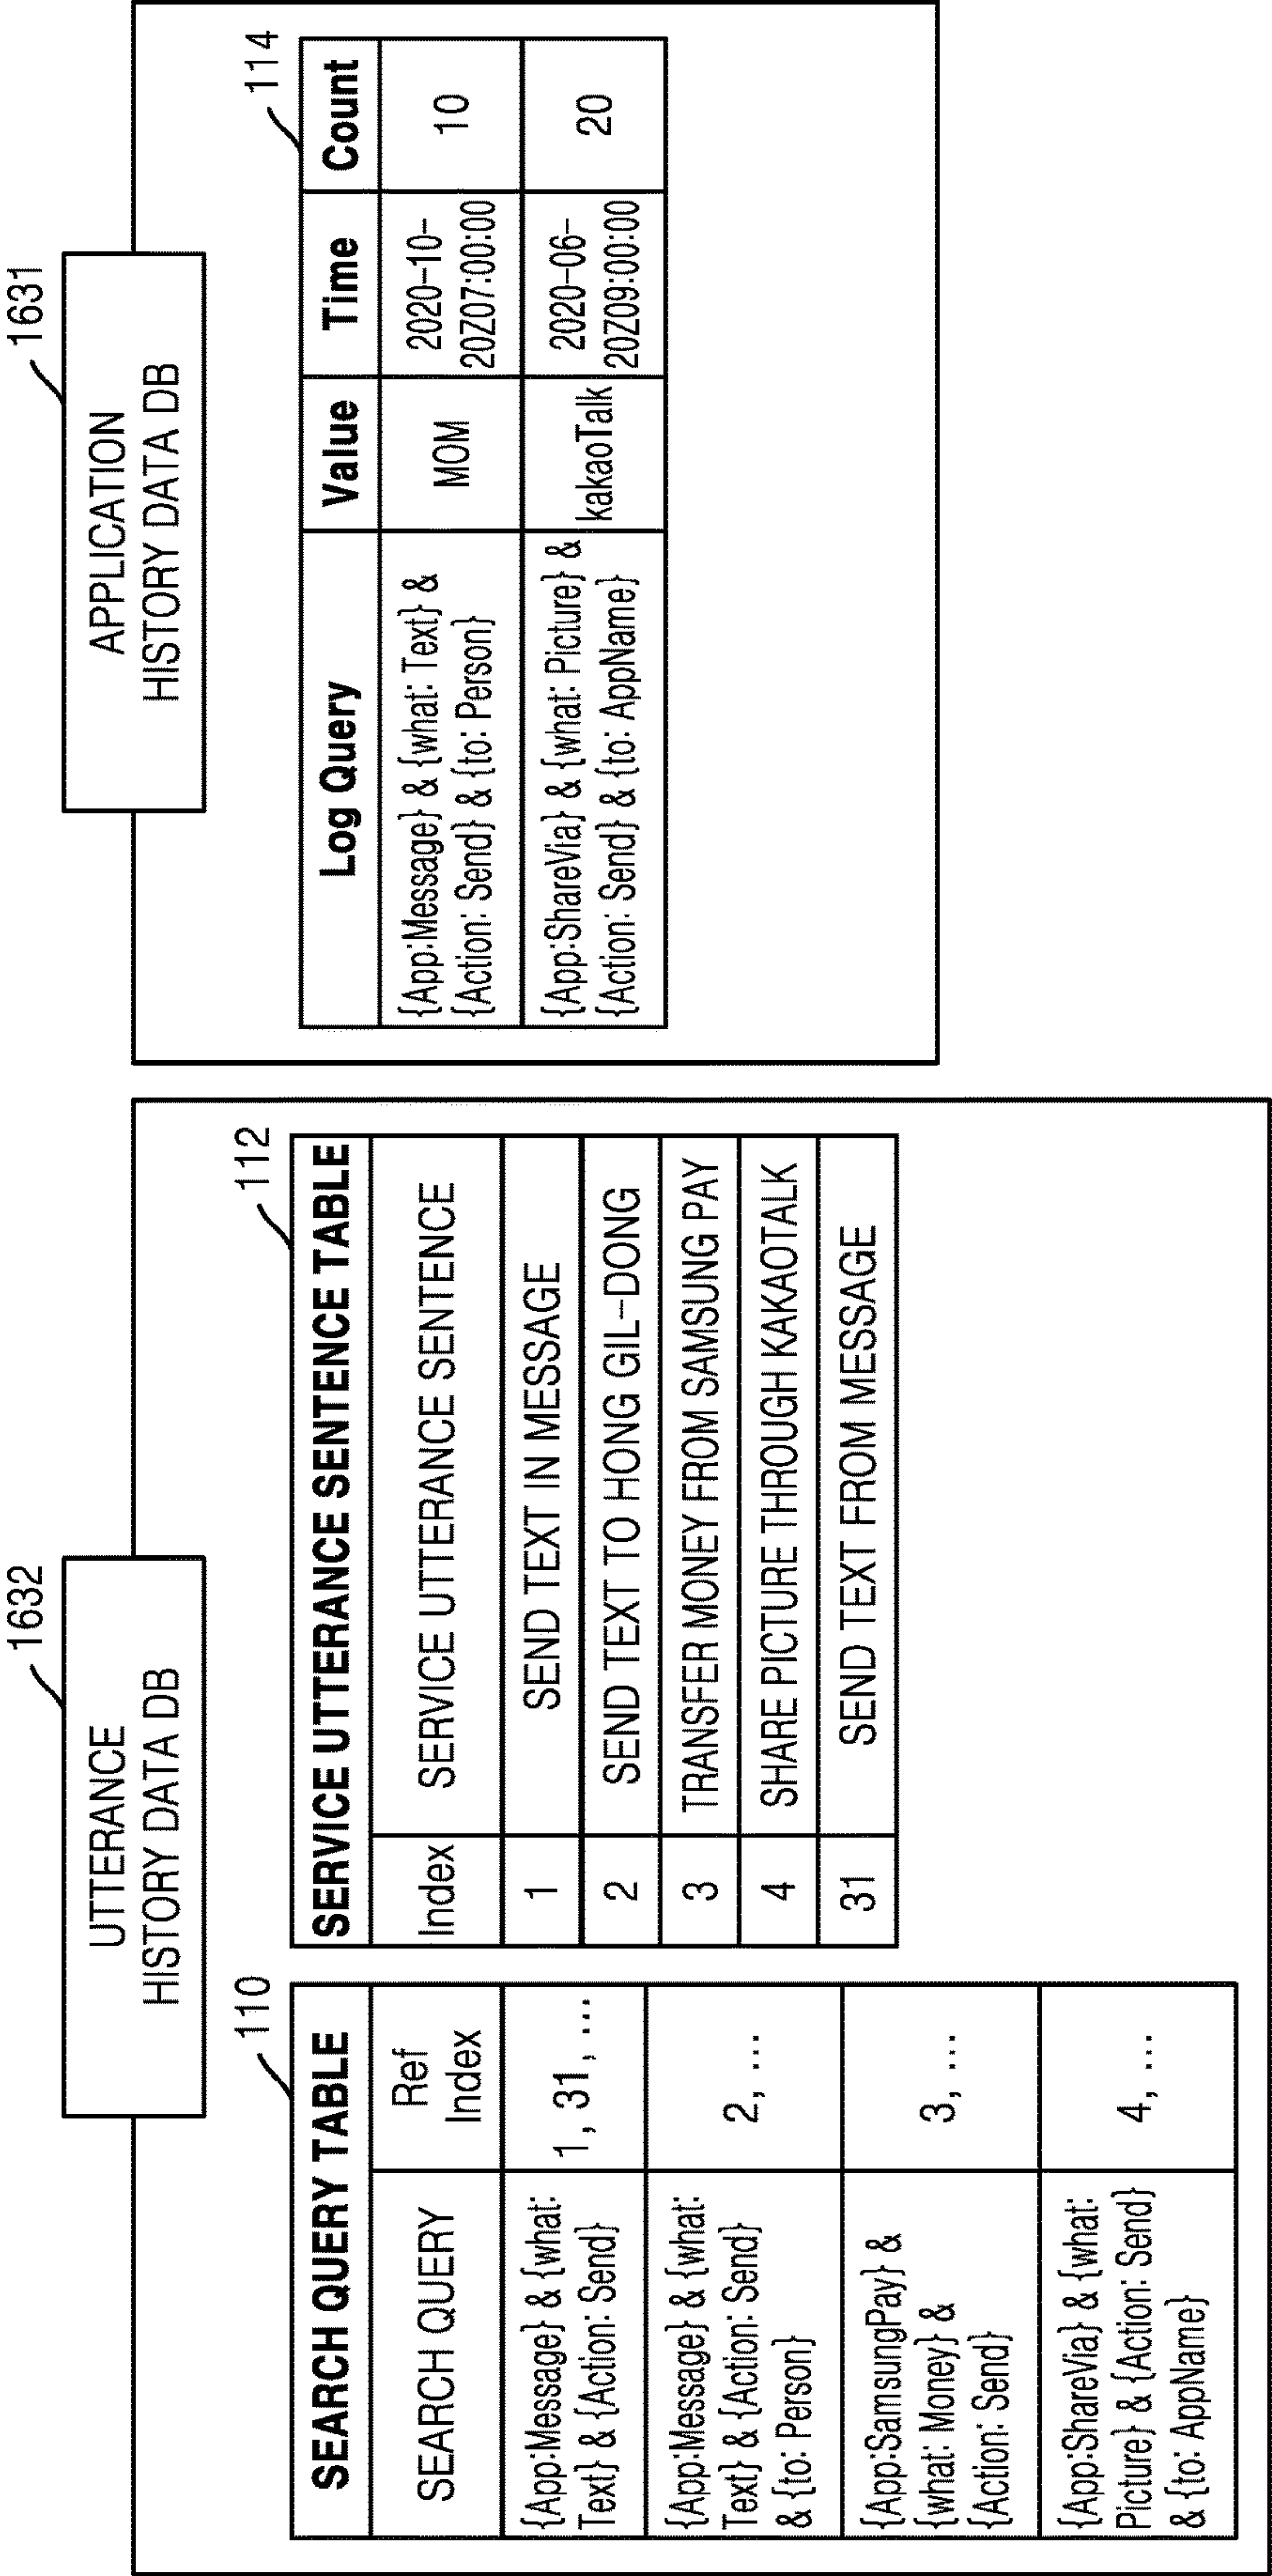 1632
UTTERANCE
HISTORY DATA DB
110
SEARCH QUERY TABLE
SEARCH QUERY
Ref
Index
{App:Message} & {what:
Text} & {Action: Send}
1, 31, ...
{App:Message} & {what:
Text} & {Action: Send}
& {to: Person}
2, ...
{App:SamsungPay} &
{what: Money} &
{Action: Send}
3, ...
{App:ShareVia} & {what:
Picture} & {Action: Send}
& {to: AppName}
4, ...
112
SERVICE UTTERANCE SENTENCE TABLE
Index
SERVICE UTTERANCE SENTENCE
1
SEND TEXT IN MESSAGE
2
SEND TEXT TO HONG GIL-DONG
3
TRANSFER MONEY FROM SAMSUNG PAY
4
SHARE PICTURE THROUGH KAKAOTALK
31
SEND TEXT FROM MESSAGE
1631
APPLICATION
HISTORY DATA DB
114
Log Query
Value
Time
Count
{App:Message} & {what: Text} &
{Action: Send} & {to: Person}
MOM
2020-10-
20Z07:00:00
10
{App:ShareVia} & {what: Picture} &
{Action: Send} & {to: AppName}
kakaoTalk
2020-06-
20Z09:00:00
20